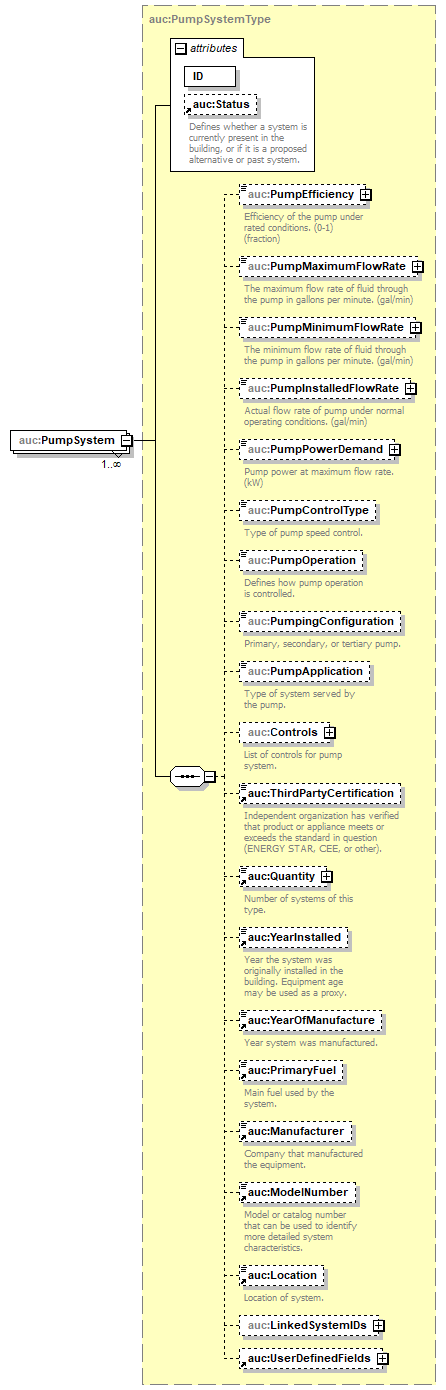 auc:PumpSystemType
attributes
ID
auc:Status
Defines whether a system is
currently present in the
building, or if it is a proposed
alternative or past system.
auc:PumpEfficiency
Efficiency of the pump under
rated conditions. (0-1)
(fraction)
auc:PumpMaximumFlowRate
The maximum flow rate of fluid through
the pump in gallons per minute. (gal/min)
auc:PumpMinimumFlowRate
The minimum flow rate of fluid through
the pump in gallons per minute. (gal/min)
auc:PumpInstalledFlowRate
Actual flow rate of pump under normal
operating conditions. (gal/min)
auc:PumpSystem
1..∞
auc:PumpPowerDemand
Pump power at maximum flow rate.
(kW)
auc:PumpControlType
Type of pump speed control.
auc:PumpOperation
Defines how pump operation
is controlled.
auc:PumpingConfiguration
Primary, secondary, or tertiary pump.
auc:PumpApplication
Type of system served by
the pump.
auc:Controls
List of controls for pump
system.
auc:ThirdPartyCertification
Independent organization has verified
that product or appliance meets or
exceeds the standard in question
(ENERGY STAR, CEE, or other).
auc:Quantity
Number of systems of this
type.
auc:YearInstalled
Year the system was
originally installed in the
building. Equipment age
may be used as a proxy.
auc:YearOfManufacture
Year system was manufactured.
auc:PrimaryFuel
Main fuel used by the
system.
auc:Manufacturer
Company that manufactured
the equipment.
auc:ModelNumber
Model or catalog number
that can be used to identify
more detailed system
characteristics.
auc:Location
Location of system.
auc:LinkedSystemIDs
auc:UserDefinedFields